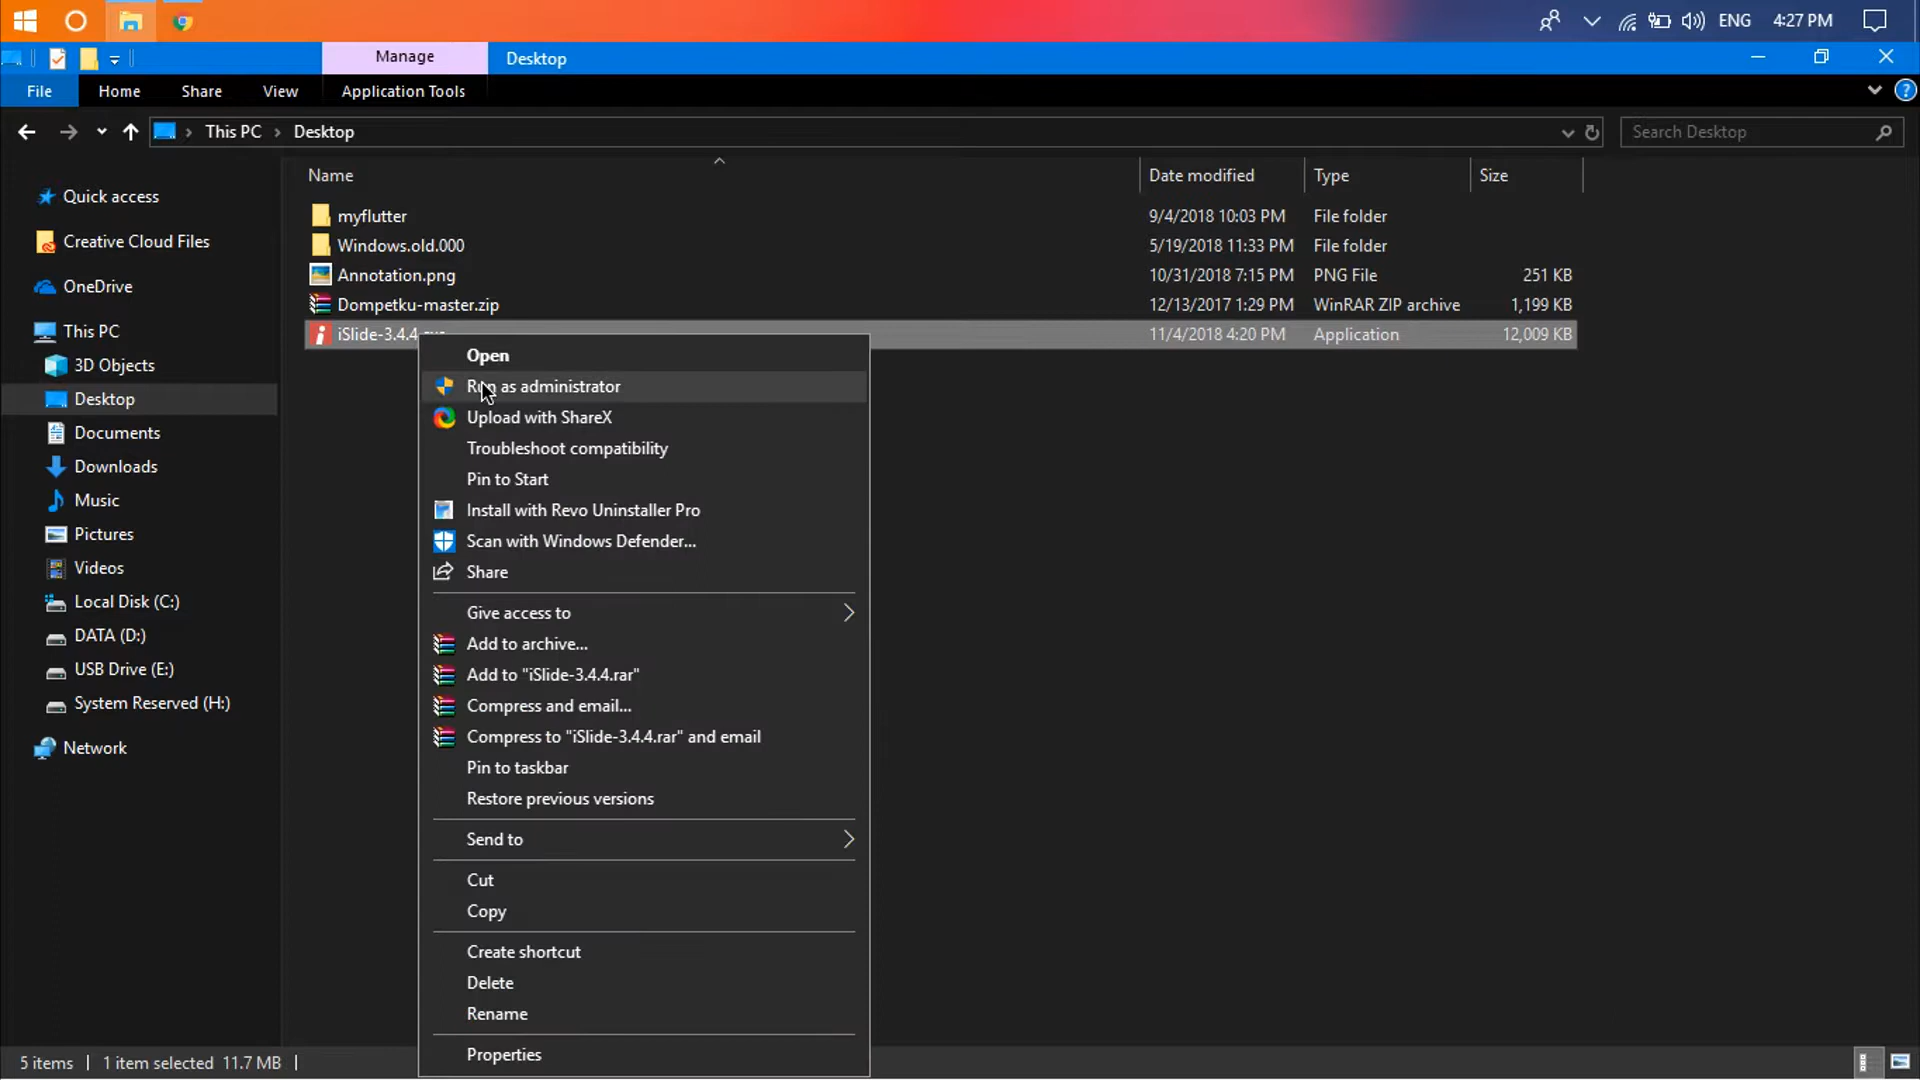 ENG 4:27 PM
Manage Desktop
File Home Share View Application Tools
This PC Desktop Search Desktop
Name Date modified Type Size
Quick access
Creative Cloud Files
OneDrive
This PC
3D Objects
Desktop
Documents
Downloads
Music
Pictures
Videos
Local Disk (C:)
DATA (D:)
USB Drive (E:)
System Reserved (H:)
Network
myflutter 9/4/2018 10:03 PM File folder
Windows.old.000 5/19/2018 11:33 PM File folder
Annotation.png 10/31/2018 7:15 PM PNG File 251 KB
Dompetku-master.zip 12/13/2017 1:29 PM WinRAR ZIP archive 1,199 KB
iSlide-3.4.4 11/4/2018 4:20 PM Application 12,009 KB
Open
Run as administrator
Upload with ShareX
Troubleshoot compatibility
Pin to Start
Install with Revo Uninstaller Pro
Scan with Windows Defender...
Share
Give access to
Add to archive...
Add to "iSlide-3.4.4.rar"
Compress and email...
Compress to "iSlide-3.4.4.rar" and email
Pin to taskbar
Restore previous versions
Send to
Cut
Copy
Create shortcut
Delete
Rename
Properties
5 items 1 item selected 11.7 MB